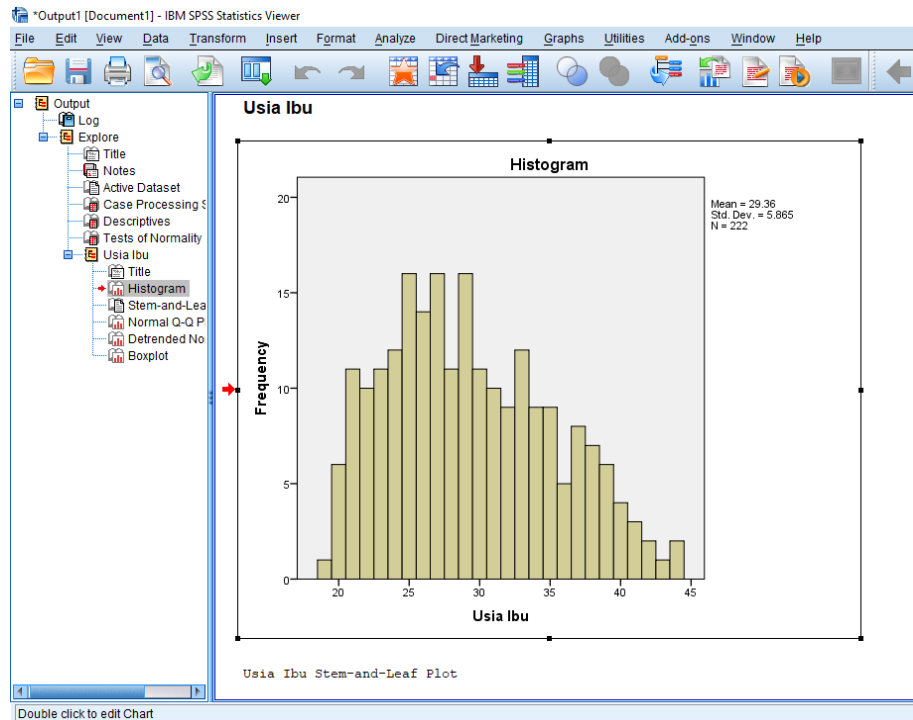 *Output1 [Document1] - IBM SPSS Statistics Viewer
File Edit View Data Transform Insert Format Analyze Direct Marketing Graphs Utilities Add-ons Window Help
Output
Log
Explore
Title
Notes
Active Dataset
Case Processing S
Descriptives
Tests of Normality
Usia Ibu
Title
Histogram
Stem-and-Lea
Normal Q-Q P
Detrended No
Boxplot
Usia Ibu
Histogram
Mean = 29.36
Std. Dev. = 5.865
N = 222
Frequency
20
15
10
5
0
20 25 30 35 40 45
Usia Ibu
Usia Ibu Stem-and-Leaf Plot
Double click to edit Chart